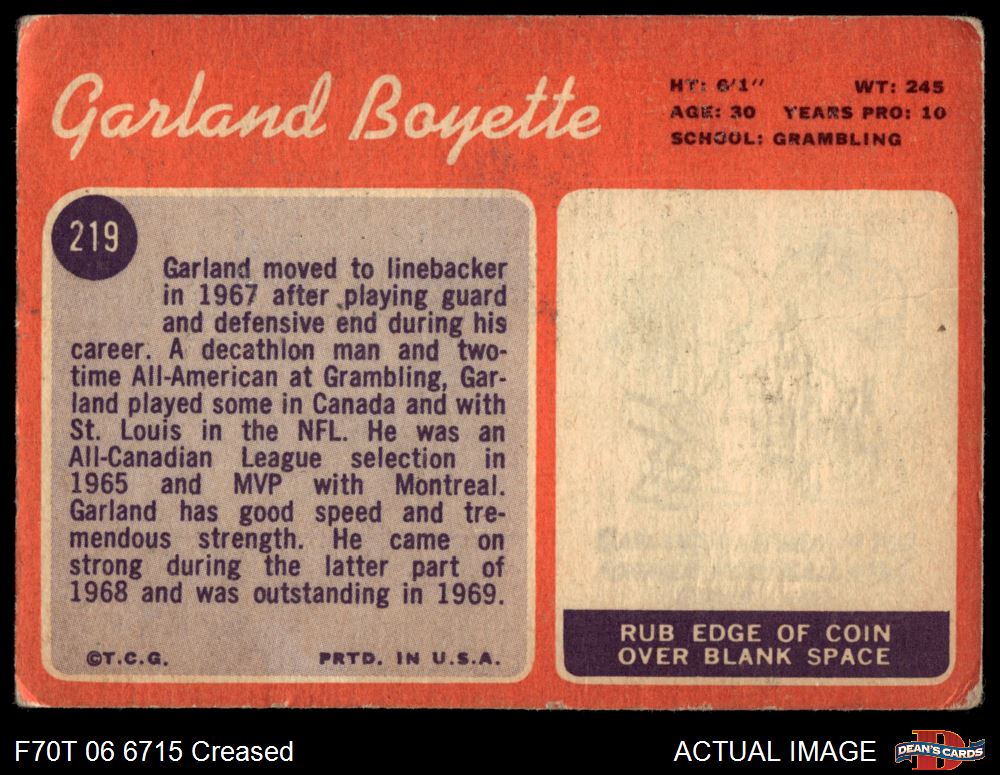 Garland Boyette
HT: 6'1" WT: 245
AGE: 30 YEARS PRO: 10
SCHOOL: GRAMBLING
219
Garland moved to linebacker
in 1967 after playing guard
and defensive end during his
career. A decathlon man and two-
time All-American at Grambling, Gar-
land played some in Canada and with
St. Louis in the NFL. He was an
All-Canadian League selection in
1965 and MVP with Montreal.
Garland has good speed and tre-
mendous strength. He came on
strong during the latter part of
1968 and was outstanding in 1969.
©T.C.G. PRTD. IN U.S.A.
RUB EDGE OF COIN
OVER BLANK SPACE
F70T 06 6715 Creased
ACTUAL IMAGE
D
DEAN'S CARDS